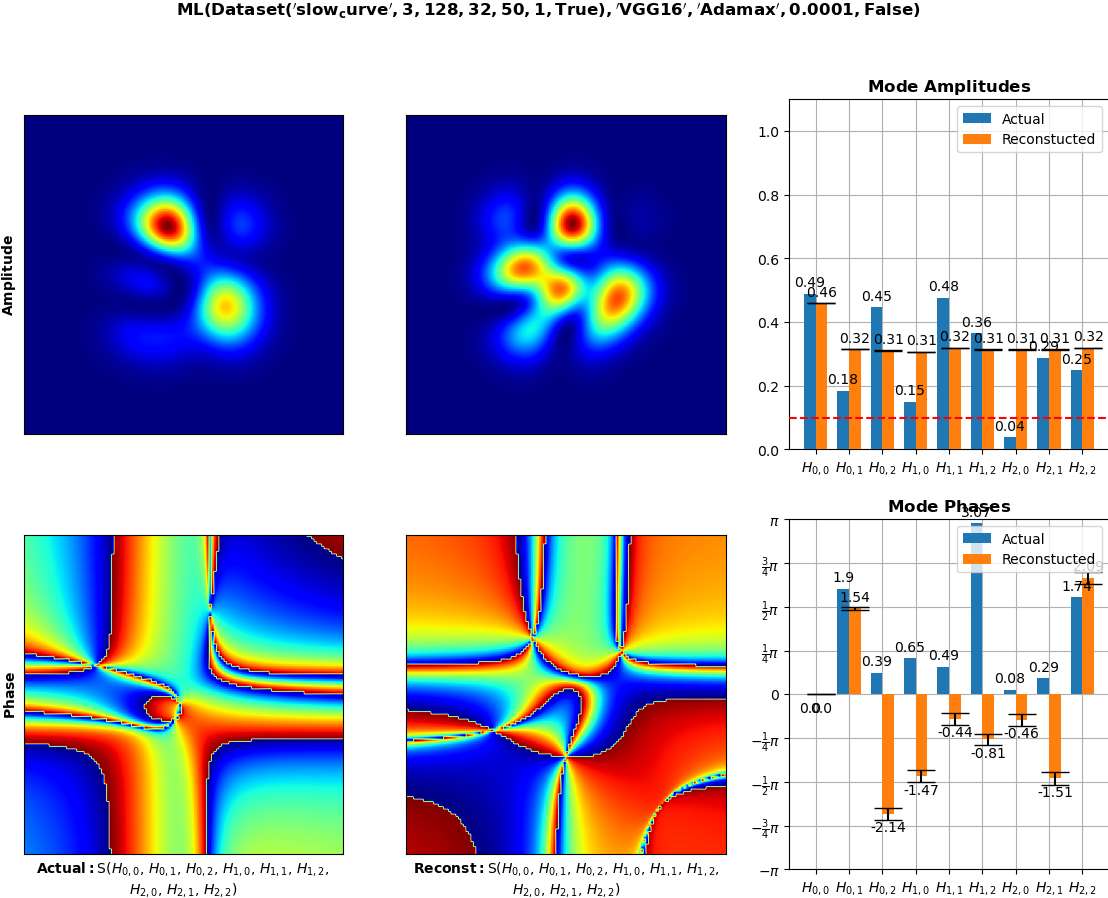 ML(Dataset('slow_curve', 3, 128, 32, 50, 1, True), 'VGG16', 'Adamax', 0.0001, False)
Amplitude
Mode Amplitudes
Actual
Reconstucted
1.0
0.8
0.6
0.4
0.2
0.0
0.49 0.46 0.18 0.32 0.45 0.31 0.15 0.31 0.48 0.32 0.36 0.31 0.04 0.31 0.29 0.31 0.25 0.32
H0,0 H0,1 H0,2 H1,0 H1,1 H1,2 H2,0 H2,1 H2,2
Phase
Actual: S(H0,0, H0,1, H0,2, H1,0, H1,1, H1,2,
H2,0, H2,1, H2,2)
Reconst: S(H0,0, H0,1, H0,2, H1,0, H1,1, H1,2,
H2,0, H2,1, H2,2)
Mode Phases
Actual
Reconstucted
π
3/4π
1/2π
1/4π
0
−1/4π
−1/2π
−3/4π
−π
0.0 1.9 1.54 0.39 -2.14 0.65 -1.47 0.49 -0.44 3.07 -0.81 0.08 -0.46 0.29 -1.51 1.74
H0,0 H0,1 H0,2 H1,0 H1,1 H1,2 H2,0 H2,1 H2,2